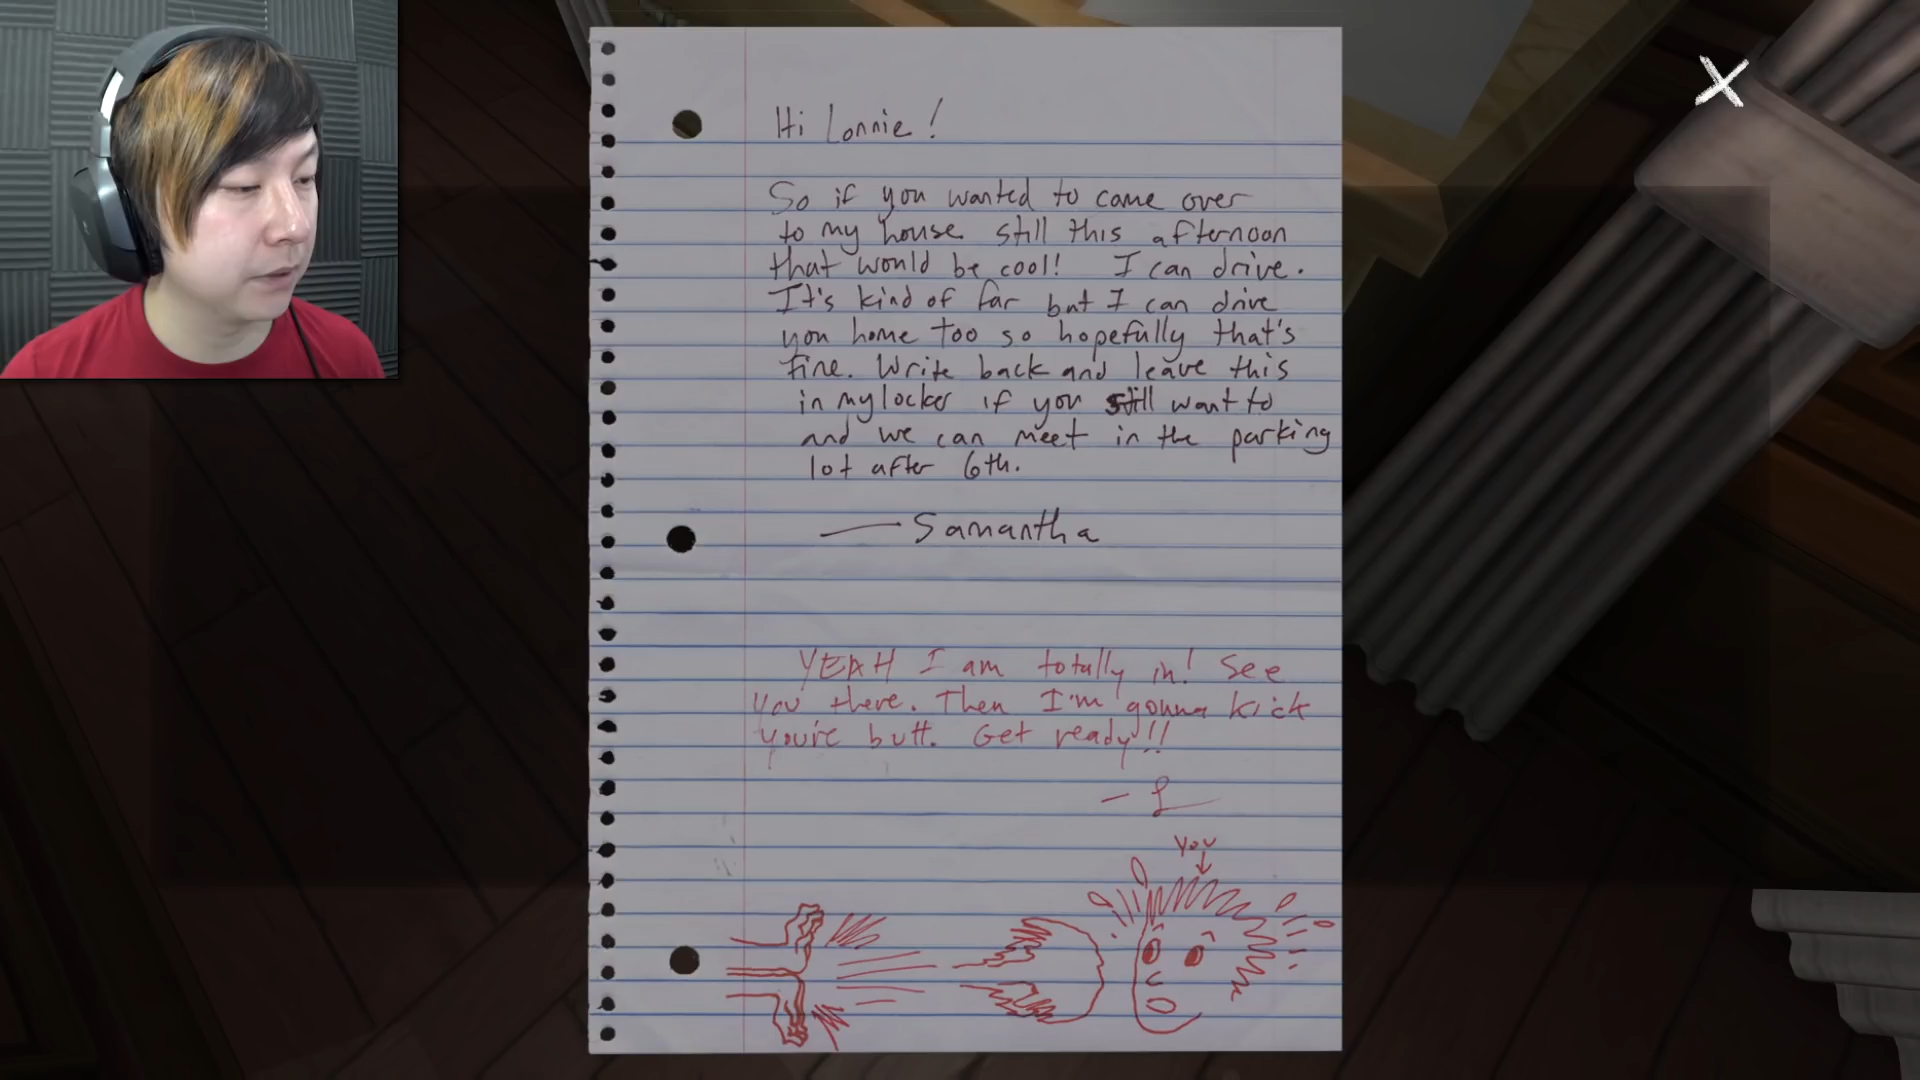 Hi Lonnie!
So if you wanted to come over
to my house still this afternoon
that would be cool! I can drive.
It's kind of far but I can drive
you home too so hopefully that's
fine. Write back and leave this
in my locker if you still want to
and we can meet in the parking
lot after 6th.
— Samantha
YEAH I am totally in! See
you there. Then I'm gonna kick
you're butt. Get ready!!
— L
you